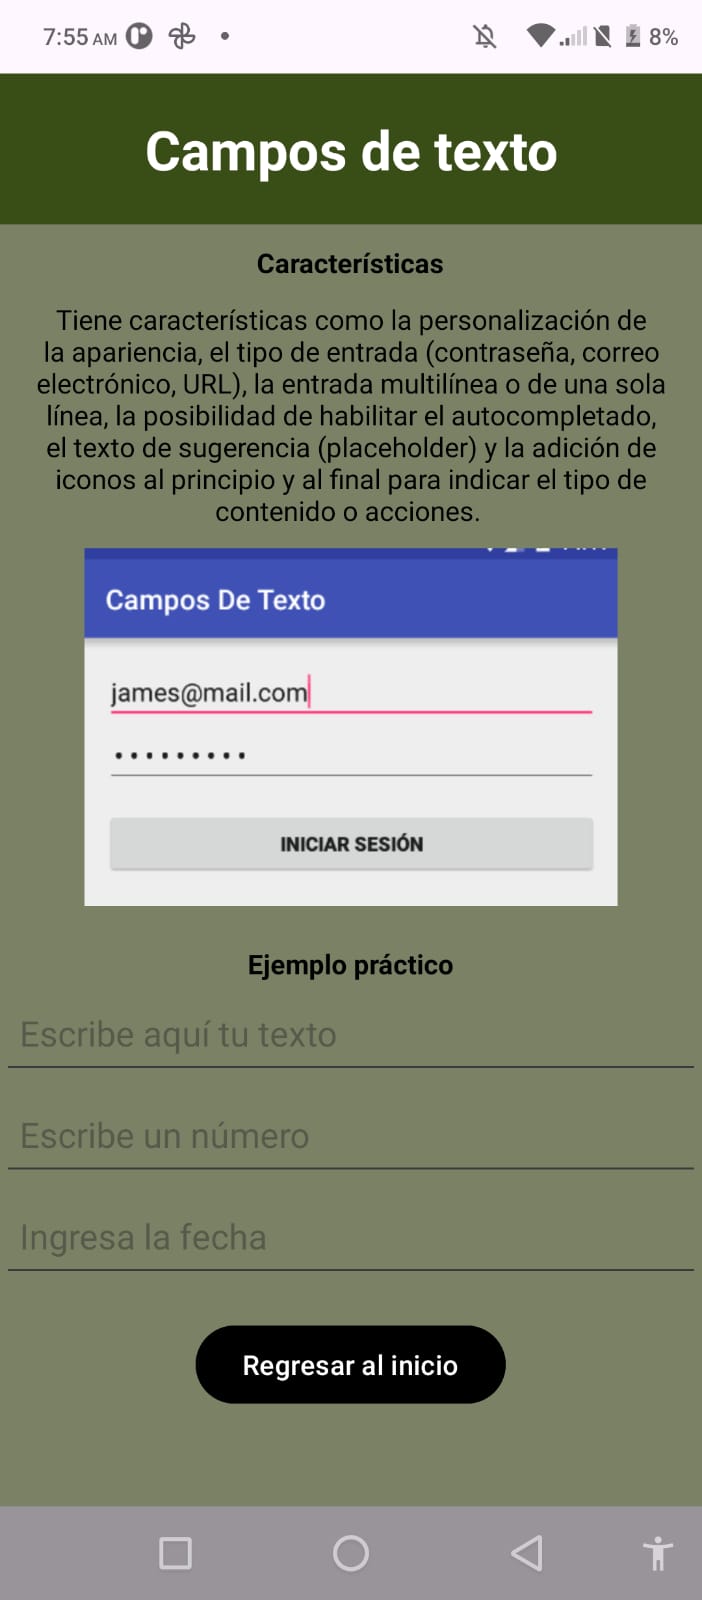 7:55 AM
8%
Campos de texto
Características
Tiene características como la personalización de
la apariencia, el tipo de entrada (contraseña, correo
electrónico, URL), la entrada multilínea o de una sola
línea, la posibilidad de habilitar el autocompletado,
el texto de sugerencia (placeholder) y la adición de
iconos al principio y al final para indicar el tipo de
contenido o acciones.
Campos De Texto
james@mail.com
INICIAR SESIÓN
Ejemplo práctico
Escribe aquí tu texto
Escribe un número
Ingresa la fecha
Regresar al inicio